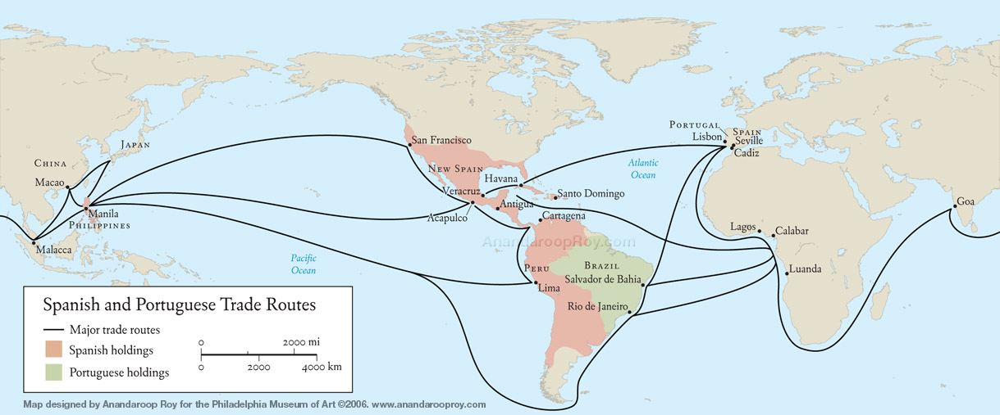 PORTUGAL
SPAIN
Lisbon
Seville
Cadiz
San Francisco
JAPAN
CHINA
NEW SPAIN
Atlantic
Ocean
Havana
Macao
Veracruz
Santo Domingo
Goa
Antigua
Manila
Acapulco
Cartagena
PHILIPPINES
Lagos
Calabar
AnandaroopRoy.com
Malacca
Pacific
Ocean
PERU
BRAZIL
Luanda
Salvador de Bahia
Lima
Rio de Janeiro
Spanish and Portuguese Trade Routes
Major trade routes
Spanish holdings
Portuguese holdings
0 2000 mi
0 2000 4000 km
Map designed by Anandaroop Roy for the Philadelphia Museum of Art ©2006. www.anandarooproy.com